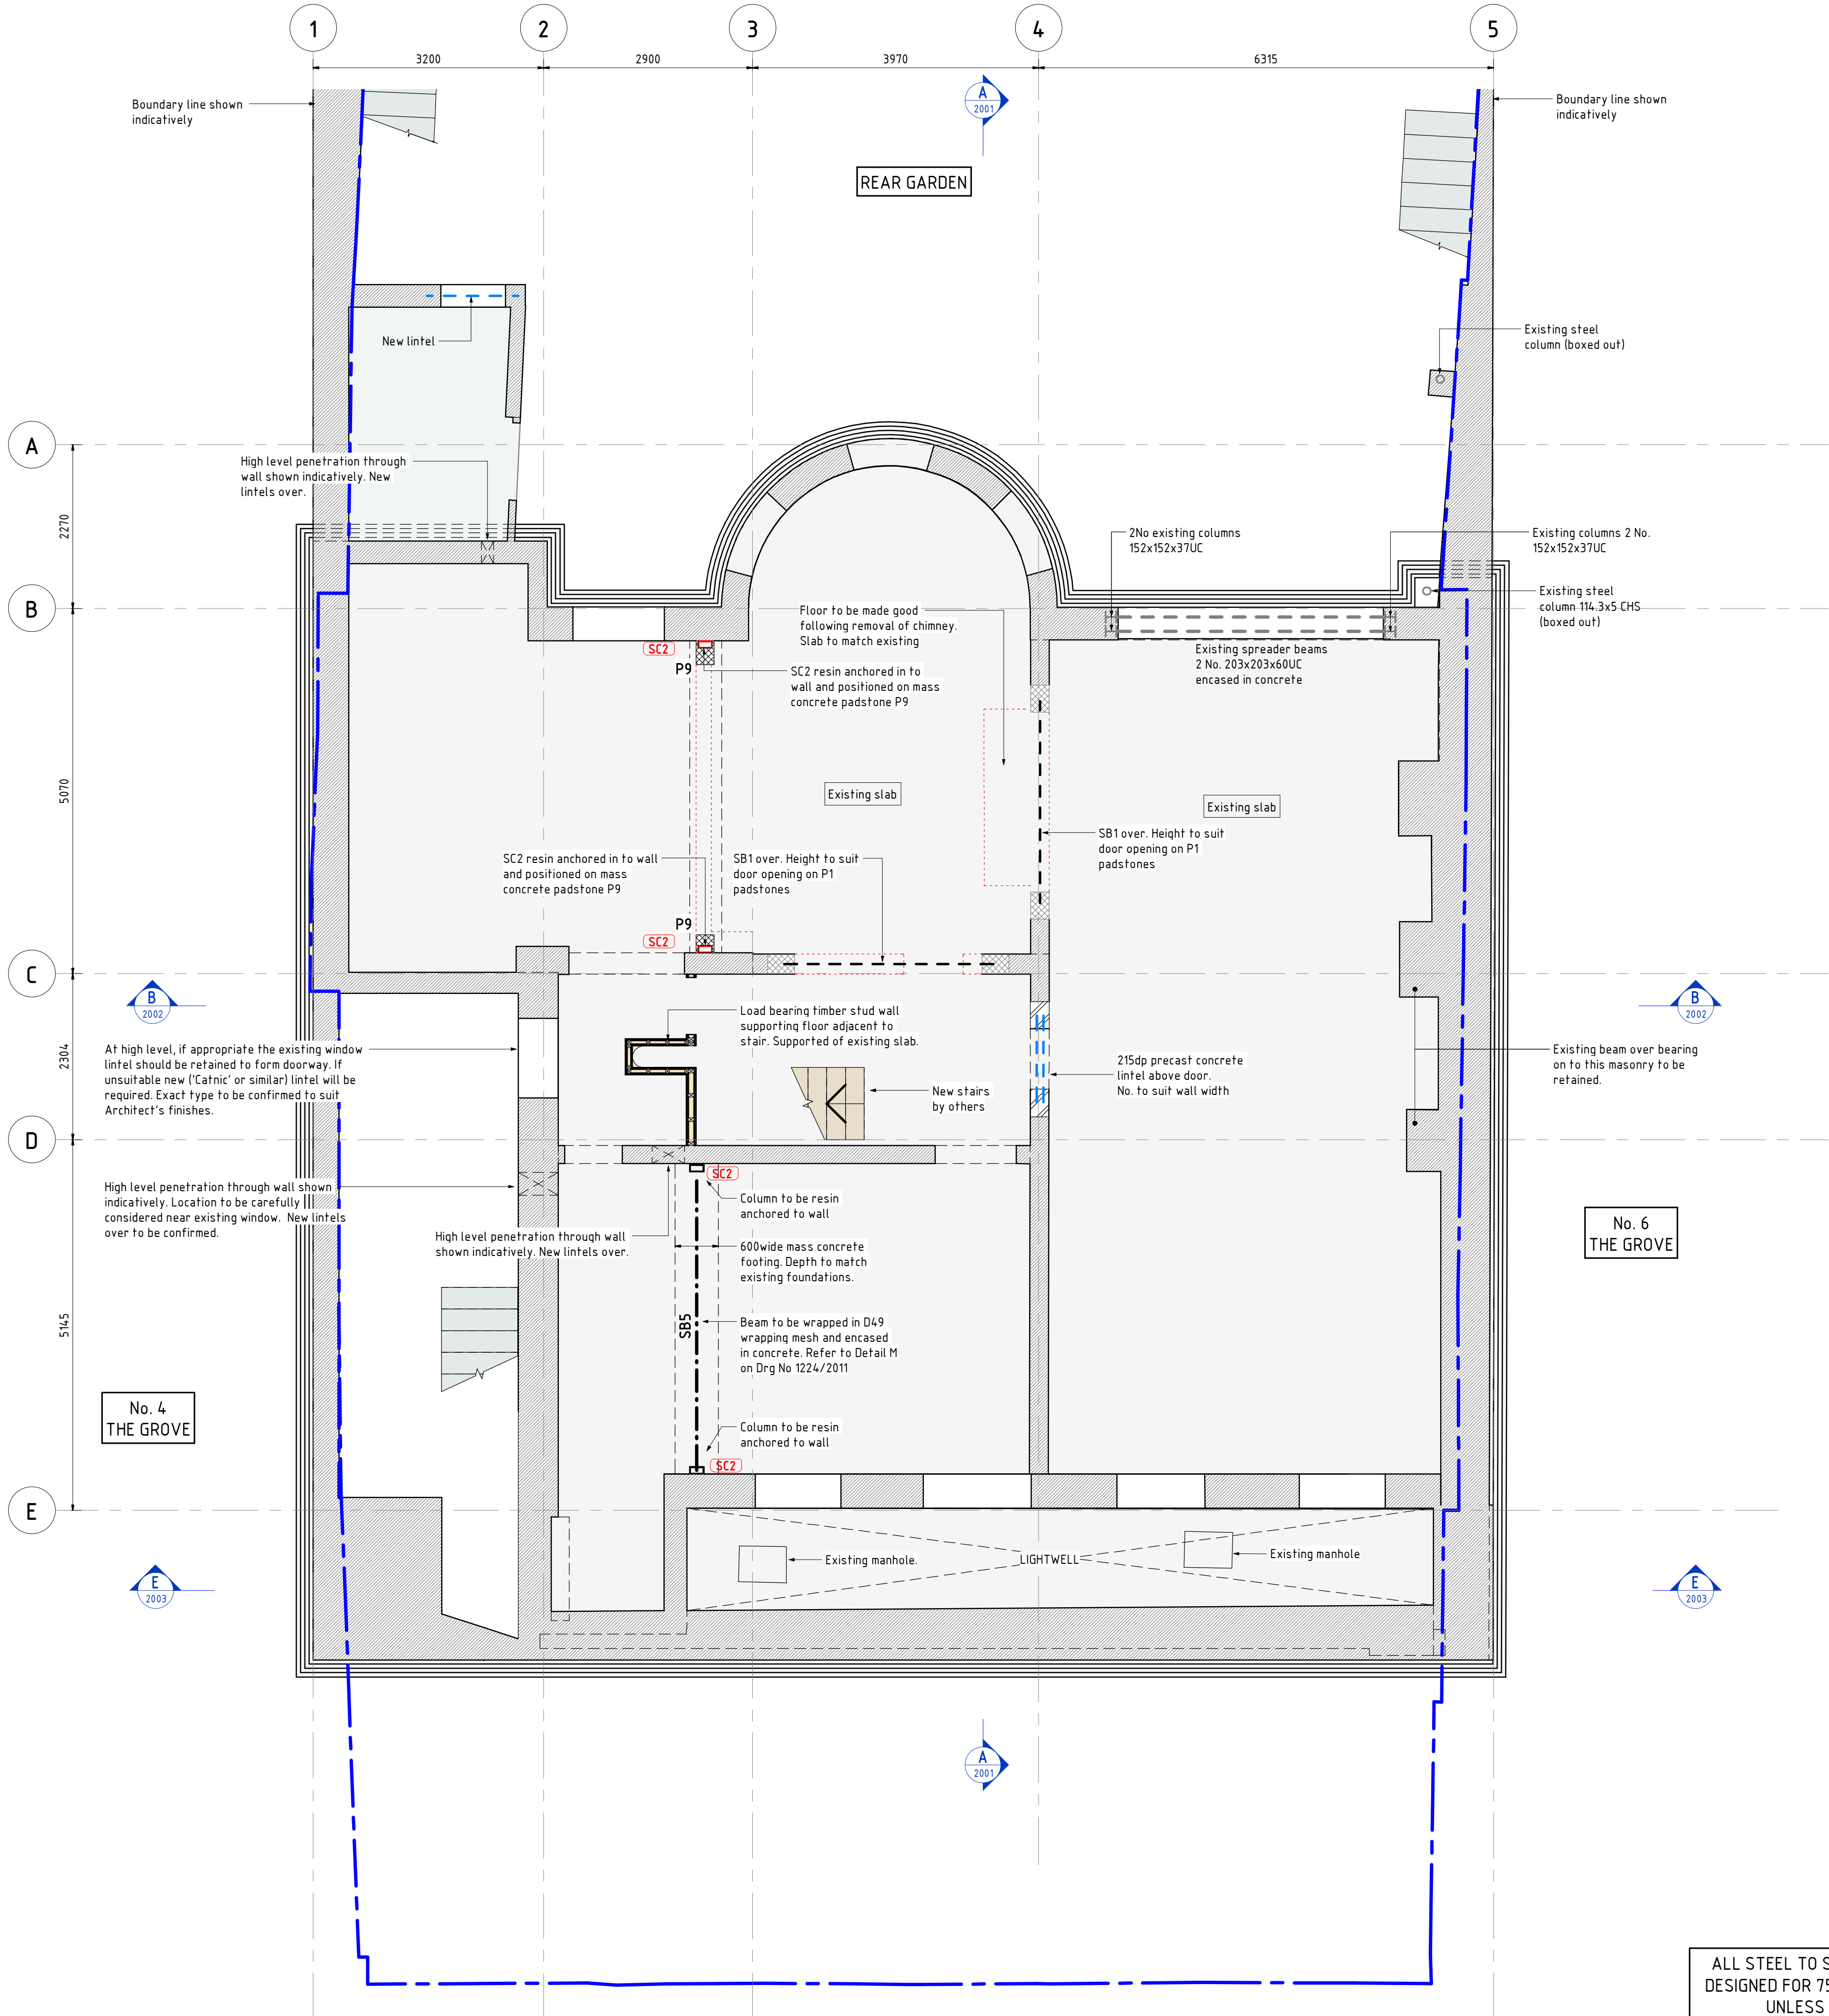 1
2
3
4
5
3200
2900
3970
6315
Boundary line shown
indicatively
A
2001
Boundary line shown
indicatively
REAR GARDEN
New lintel
Existing steel
column (boxed out)
A
High level penetration through
wall shown indicatively. New
lintels over.
2270
2No existing columns
152x152x37UC
Existing columns 2 No.
152x152x37UC
B
Existing steel
column 114.3x5 CHS
(boxed out)
Floor to be made good
following removal of chimney.
Slab to match existing
SC2
P9
SC2 resin anchored in to
wall and positioned on mass
concrete padstone P9
Existing spreader beams
2 No. 203x203x60UC
encased in concrete
5070
Existing slab
Existing slab
SB1 over. Height to suit
door opening on P1
padstones
SC2 resin anchored in to wall
and positioned on mass
concrete padstone P9
SB1 over. Height to suit
door opening on P1
padstones
P9
SC2
C
B
2002
B
2002
2304
Load bearing timber stud wall
supporting floor adjacent to
stair. Supported of existing slab.
At high level, if appropriate the existing window
lintel should be retained to form doorway. If
unsuitable new ('Catnic' or similar) lintel will be
required. Exact type to be confirmed to suit
Architect's finishes.
215dp precast concrete
lintel above door.
No. to suit wall width
Existing beam over bearing
on to this masonry to be
retained.
New stairs
by others
D
SC2
High level penetration through wall shown
indicatively. Location to be carefully
considered near existing window. New lintels
over to be confirmed.
Column to be resin
anchored to wall
High level penetration through wall
shown indicatively. New lintels over.
600wide mass concrete
footing. Depth to match
existing foundations.
No. 6
THE GROVE
5145
SB5
Beam to be wrapped in D49
wrapping mesh and encased
in concrete. Refer to Detail M
on Drg No 1224/2011
No. 4
THE GROVE
Column to be resin
anchored to wall
SC2
E
Existing manhole.
LIGHTWELL
Existing manhole
E
2003
E
2003
A
2001
ALL STEEL TO S
DESIGNED FOR 75
UNLESS